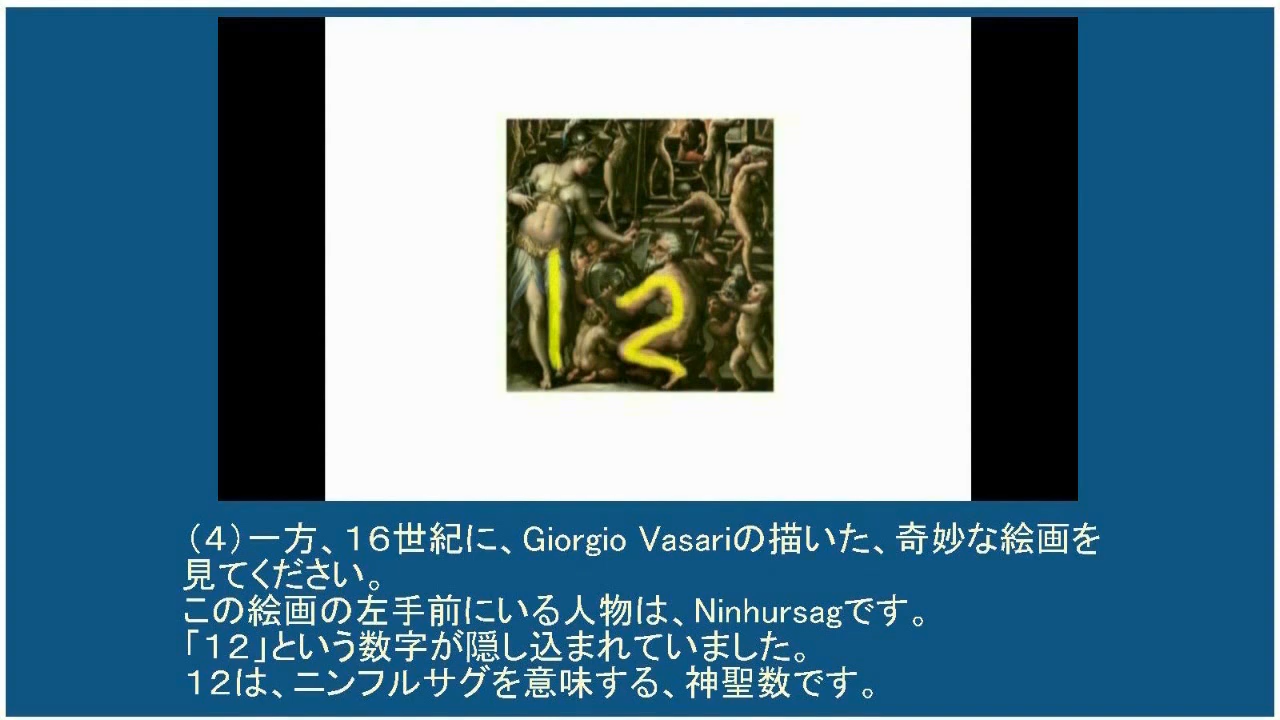 12
（４）一方、１６世紀に、Giorgio Vasariの描いた、奇妙な絵画を
見てください。
この絵画の左手前にいる人物は、Ninhursagです。
「１２」という数字が隠し込まれていました。
１２は、ニンフルサグを意味する、神聖数です。